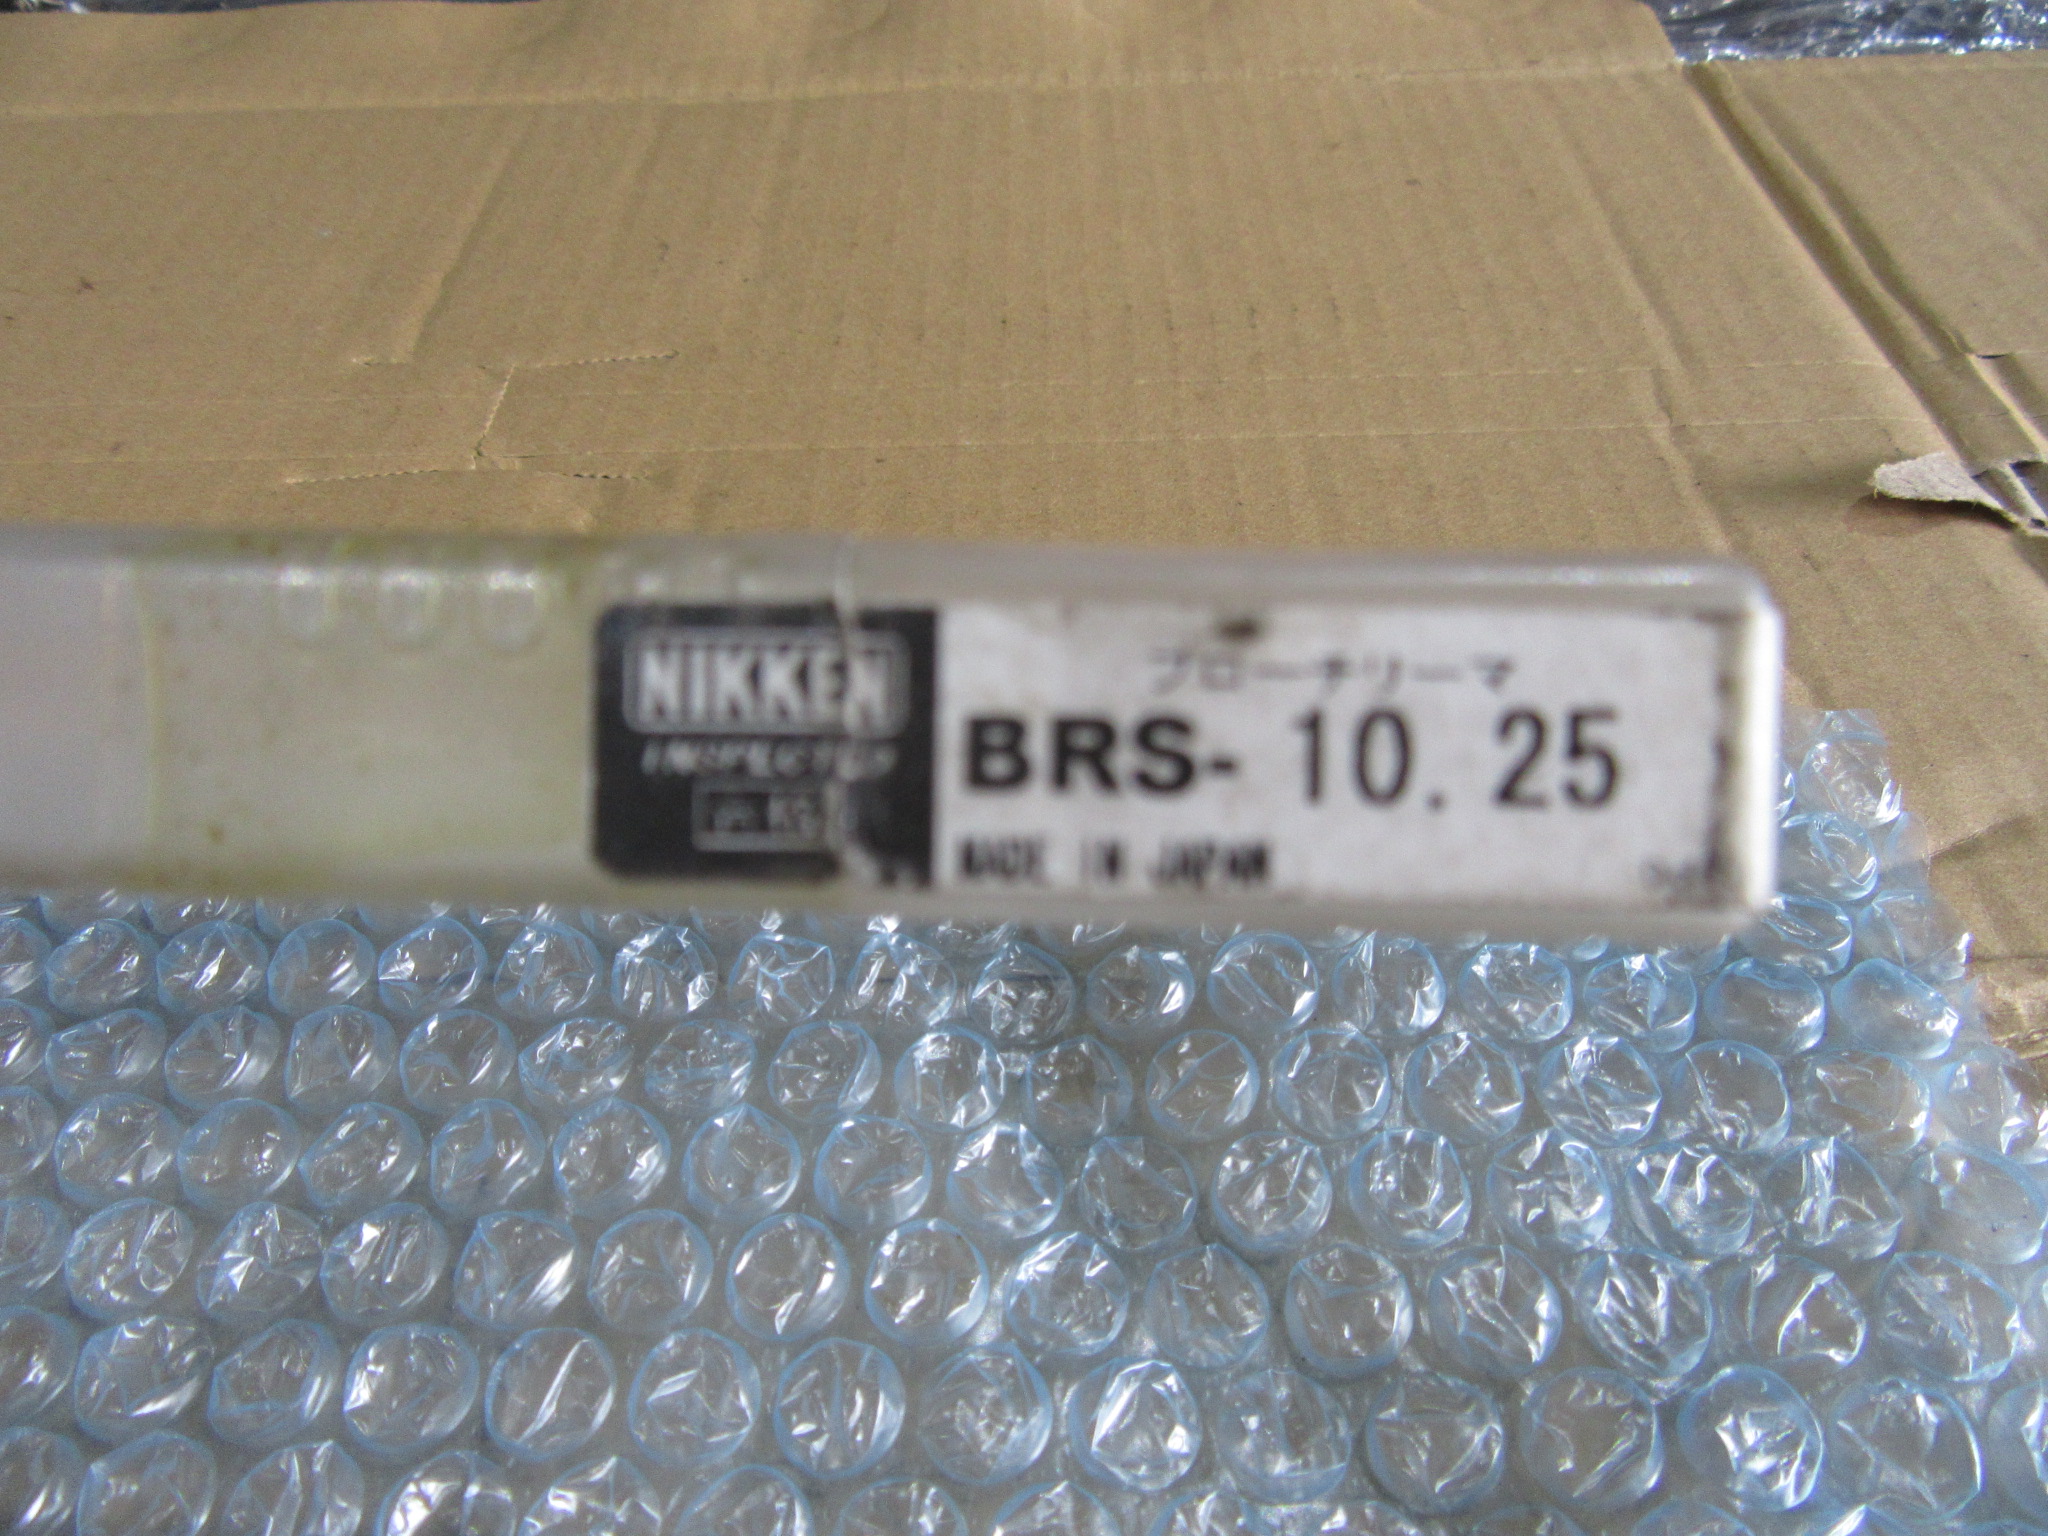 NIKKEN
INSPECTED
ブローチリーマ
BRS- 10. 25
MADE IN JAPAN